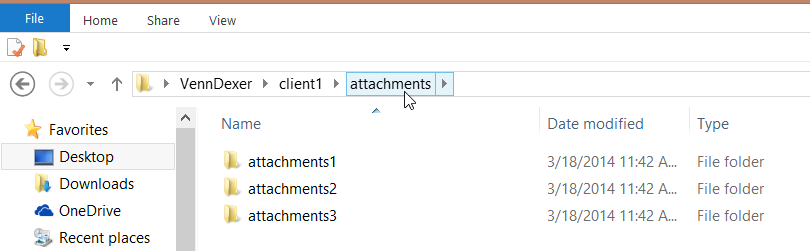 File Home Share View
VennDexer client1 attachments
Favorites
Desktop
Downloads
OneDrive
Recent places
Name Date modified Type
attachments1 3/18/2014 11:42 A... File folder
attachments2 3/18/2014 11:42 A... File folder
attachments3 3/18/2014 11:42 A... File folder